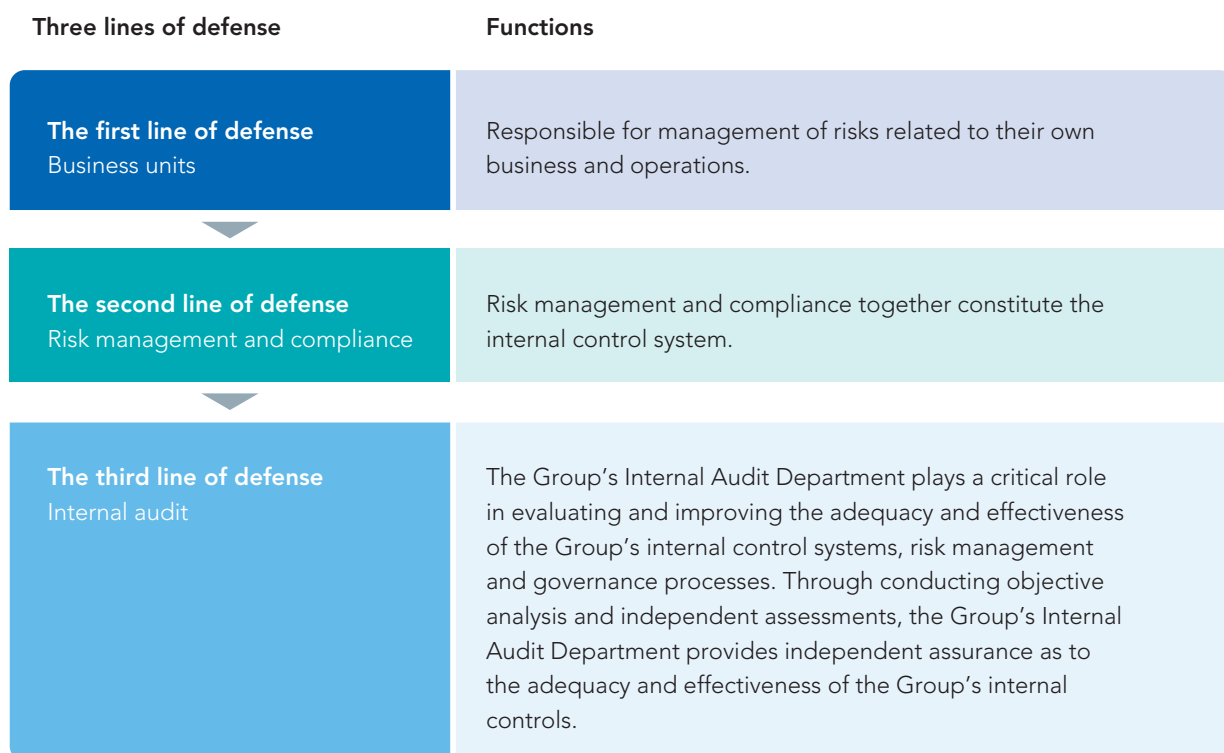 Three lines of defense
Functions
The first line of defense
Business units
Responsible for management of risks related to their own
business and operations.
The second line of defense
Risk management and compliance
Risk management and compliance together constitute the
internal control system.
The third line of defense
Internal audit
The Group’s Internal Audit Department plays a critical role
in evaluating and improving the adequacy and effectiveness
of the Group’s internal control systems, risk management
and governance processes. Through conducting objective
analysis and independent assessments, the Group’s Internal
Audit Department provides independent assurance as to
the adequacy and effectiveness of the Group’s internal
controls.